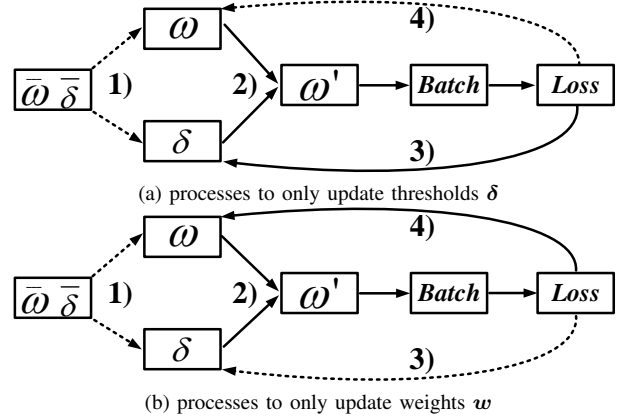 ω
4)
ω̅ δ̅
1)
2)
ω'
Batch
Loss
δ
3)
(a) processes to only update thresholds δ
ω
4)
ω̅ δ̅
1)
2)
ω'
Batch
Loss
δ
3)
(b) processes to only update weights w